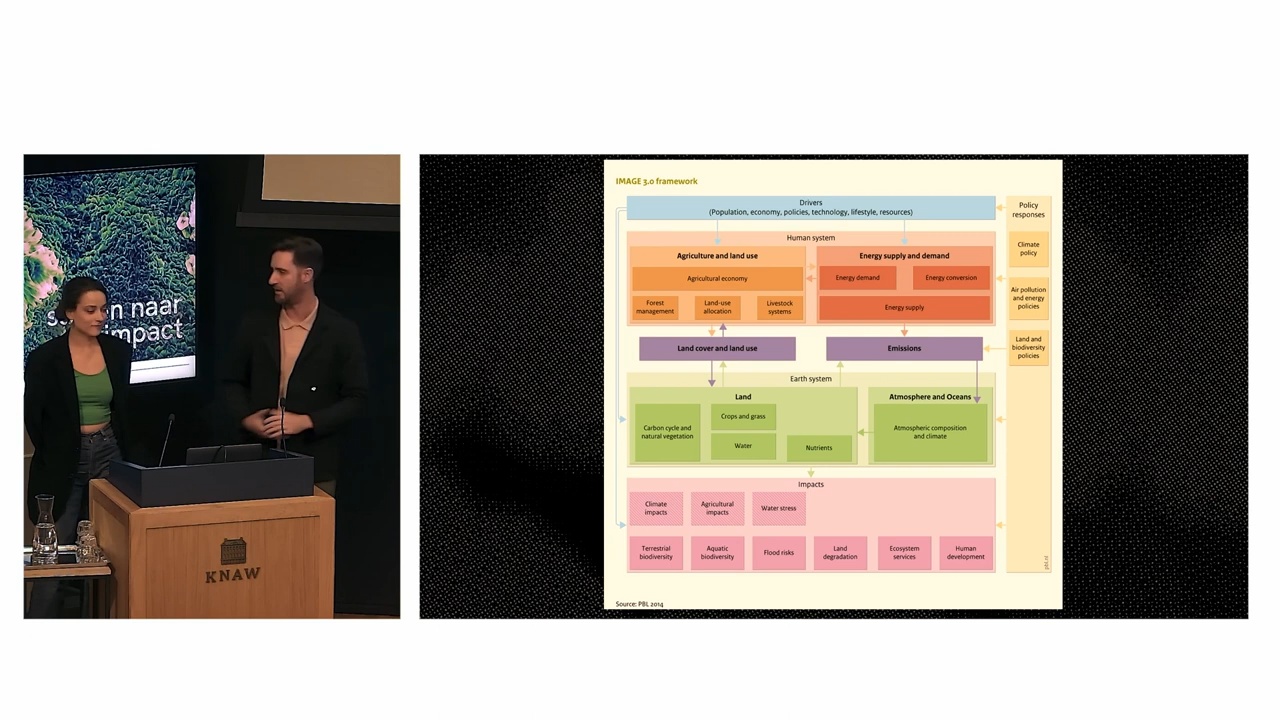 naar
impact
KNAW
IMAGE 3.0 framework
Drivers
(Population, economy, policies, technology, lifestyle, resources)
Policy
responses
Human system
Climate
policy
Agriculture and land use
Energy supply and demand
Agricultural economy
Energy demand
Energy conversion
Air pollution
and energy
policies
Forest
management
Land-use
allocation
Livestock
systems
Energy supply
Land cover and land use
Emissions
Land and
biodiversity
policies
Earth system
Land
Atmosphere and Oceans
Carbon cycle and
natural vegetation
Crops and grass
Water
Nutrients
Atmospheric composition
and climate
Impacts
Climate
impacts
Agricultural
impacts
Water stress
Terrestrial
biodiversity
Aquatic
biodiversity
Flood risks
Land
degradation
Ecosystem
services
Human
development
pbl.nl
Source: PBL 2014